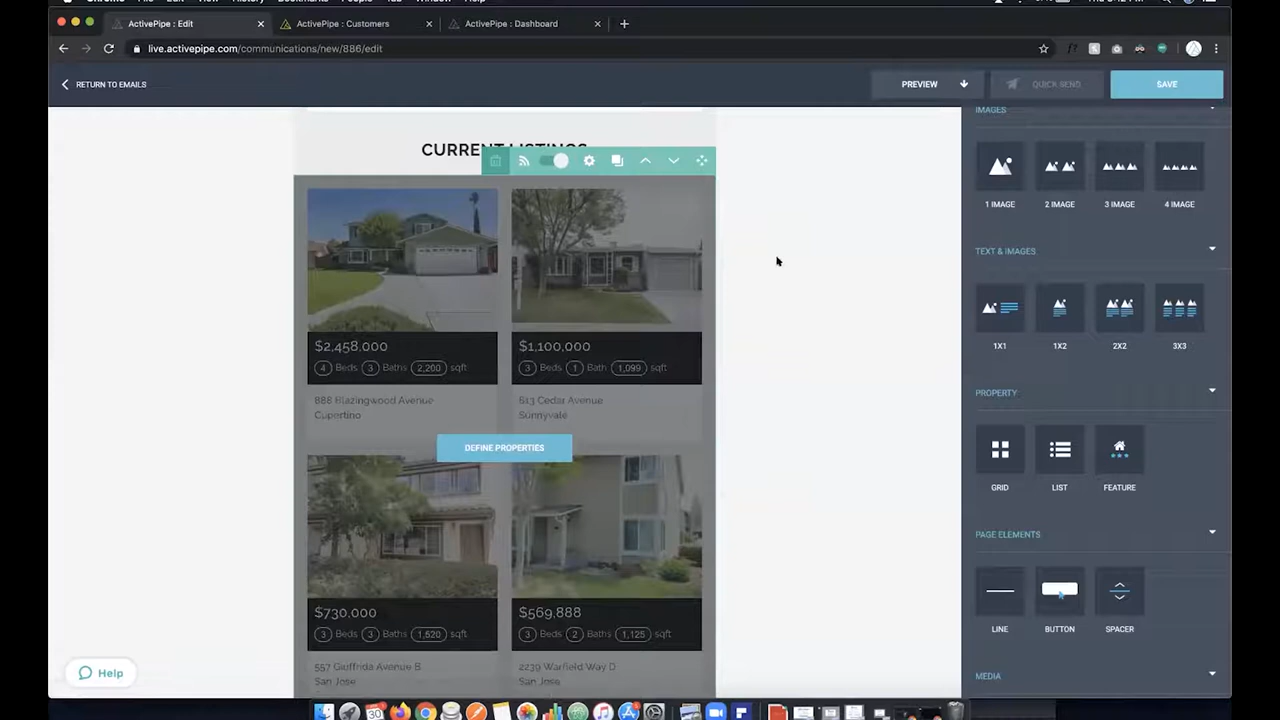 ActivePipe : Edit
ActivePipe : Customers
ActivePipe : Dashboard
live.activepipe.com/communications/new/886/edit
RETURN TO EMAILS
PREVIEW
QUICK SEND
SAVE
IMAGES
1 IMAGE 2 IMAGE 3 IMAGE 4 IMAGE
TEXT & IMAGES
1X1 1X2 2X2 3X3
PROPERTY
GRID LIST FEATURE
PAGE ELEMENTS
LINE BUTTON SPACER
MEDIA
CURRENT LISTINGS
$2,458,000
4 Beds 3 Baths 2,200 sqft
888 Blazingwood Avenue
Cupertino
$1,100,000
3 Beds 1 Bath 1,099 sqft
613 Cedar Avenue
Sunnyvale
DEFINE PROPERTIES
$730,000
3 Beds 3 Baths 1,520 sqft
557 Giuffrida Avenue B
San Jose
$569,888
3 Beds 2 Baths 1,125 sqft
2239 Warfield Way D
San Jose
Help